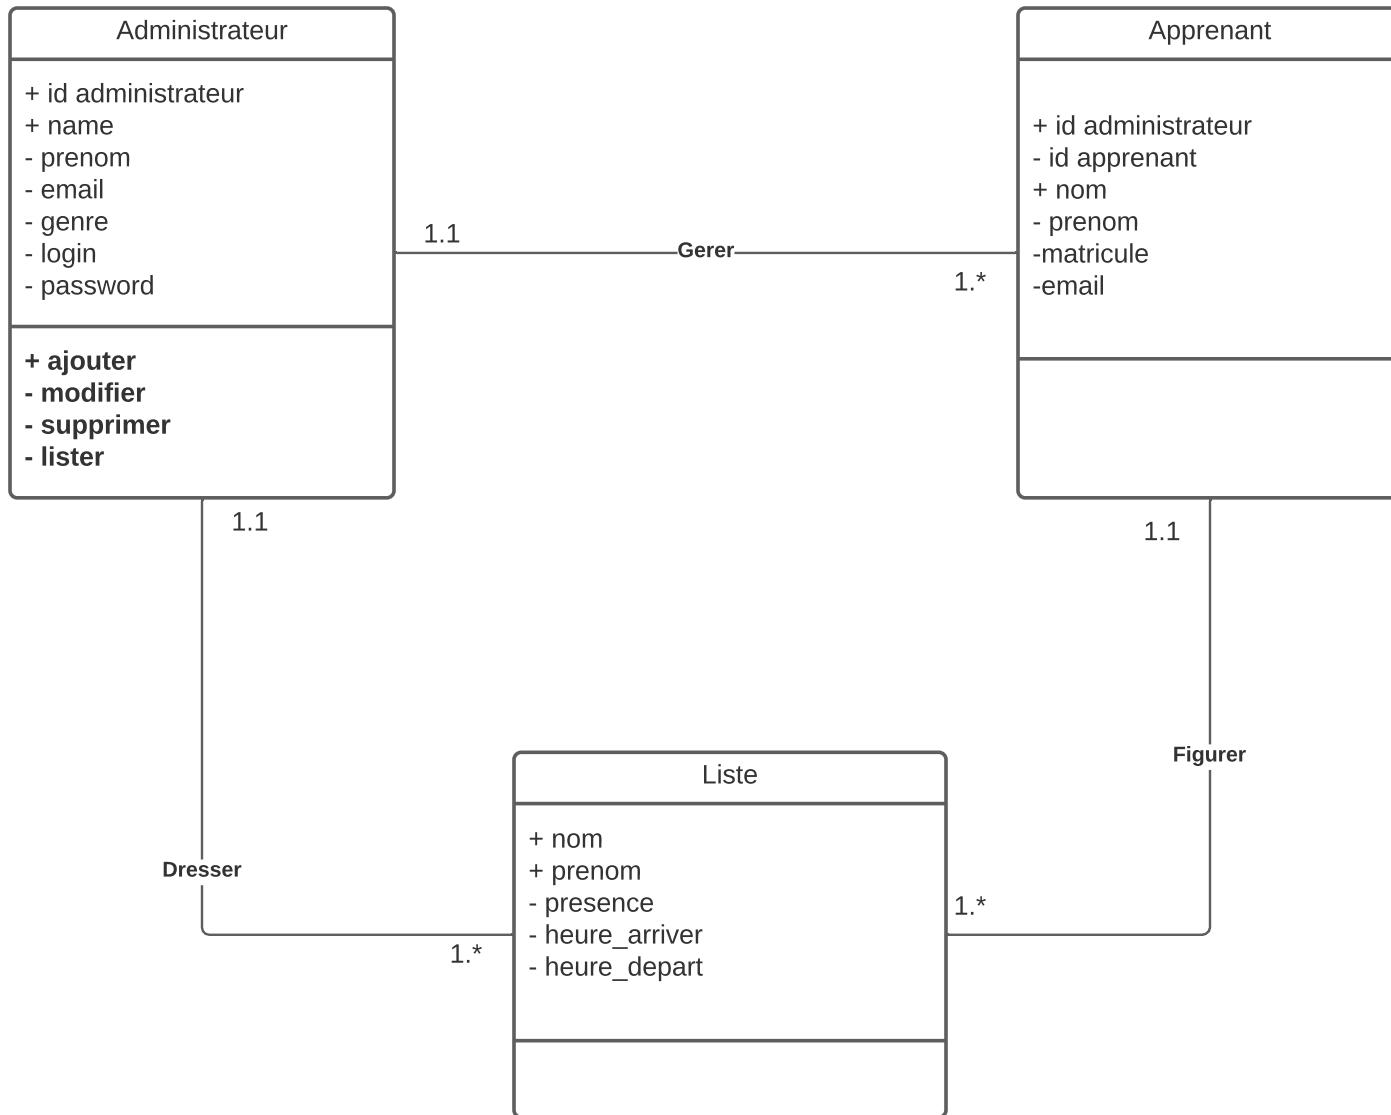 Administrateur
+ id administrateur
+ name
- prenom
- email
- genre
- login
- password
+ ajouter
- modifier
- supprimer
- lister
1.1
Gerer
1.*
Apprenant
+ id administrateur
- id apprenant
+ nom
- prenom
-matricule
-email
1.1
1.1
Dresser
1.*
Figurer
1.*
Liste
+ nom
+ prenom
- presence
- heure_arriver
- heure_depart